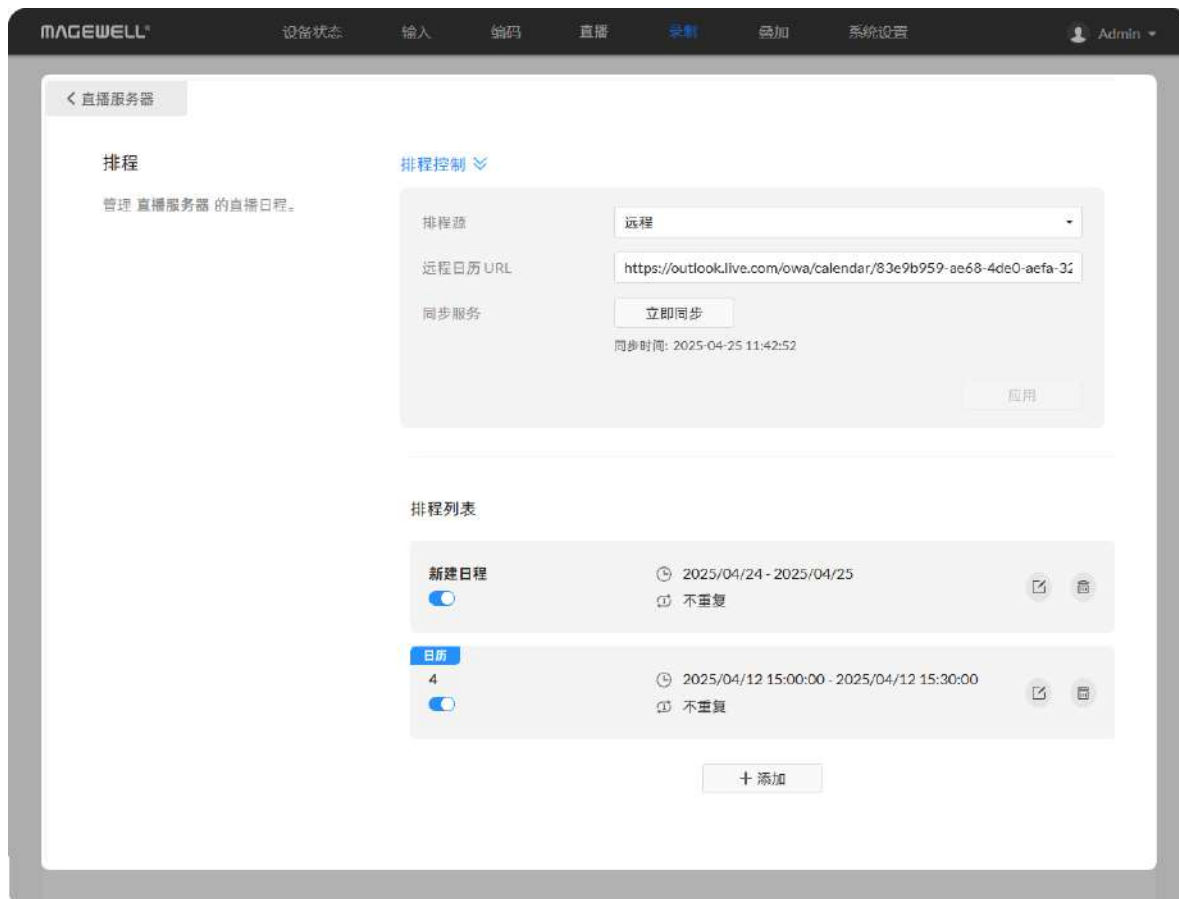 MAGEWELL®
设备状态 输入 编码 直播 录制 叠加 系统设置 Admin
直播服务器
排程
管理 直播服务器 的直播日程。
排程控制
排程源 远程
远程日历 URL https://outlook.live.com/owa/calendar/83e9b959-ae68-4de0-aefa-32
同步服务 立即同步
同步时间: 2025-04-25 11:42:52
应用
排程列表
新建日程 2025/04/24 - 2025/04/25
不重复
日历
4 2025/04/12 15:00:00 - 2025/04/12 15:30:00
不重复
添加